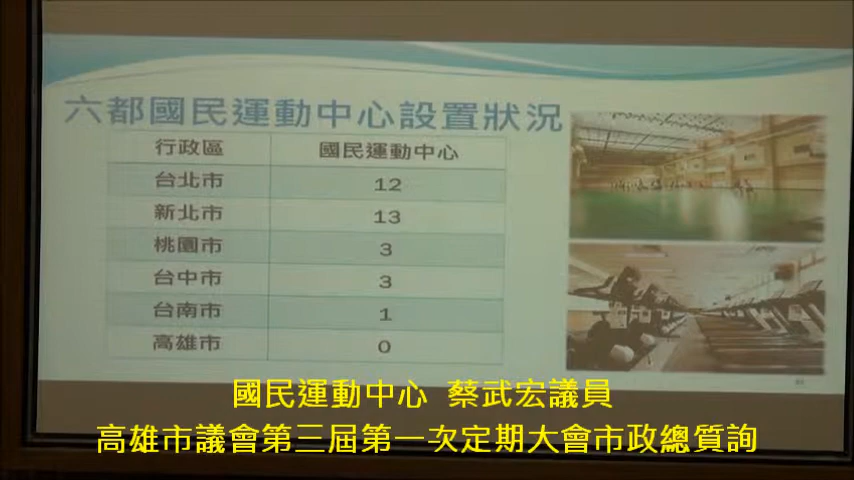 六都國民運動中心設置狀況
行政區 國民運動中心
台北市 12
新北市 13
桃園市 3
台中市 3
台南市 1
高雄市 0
國民運動中心 蔡武宏議員
高雄市議會第三屆第一次定期大會市政總質詢